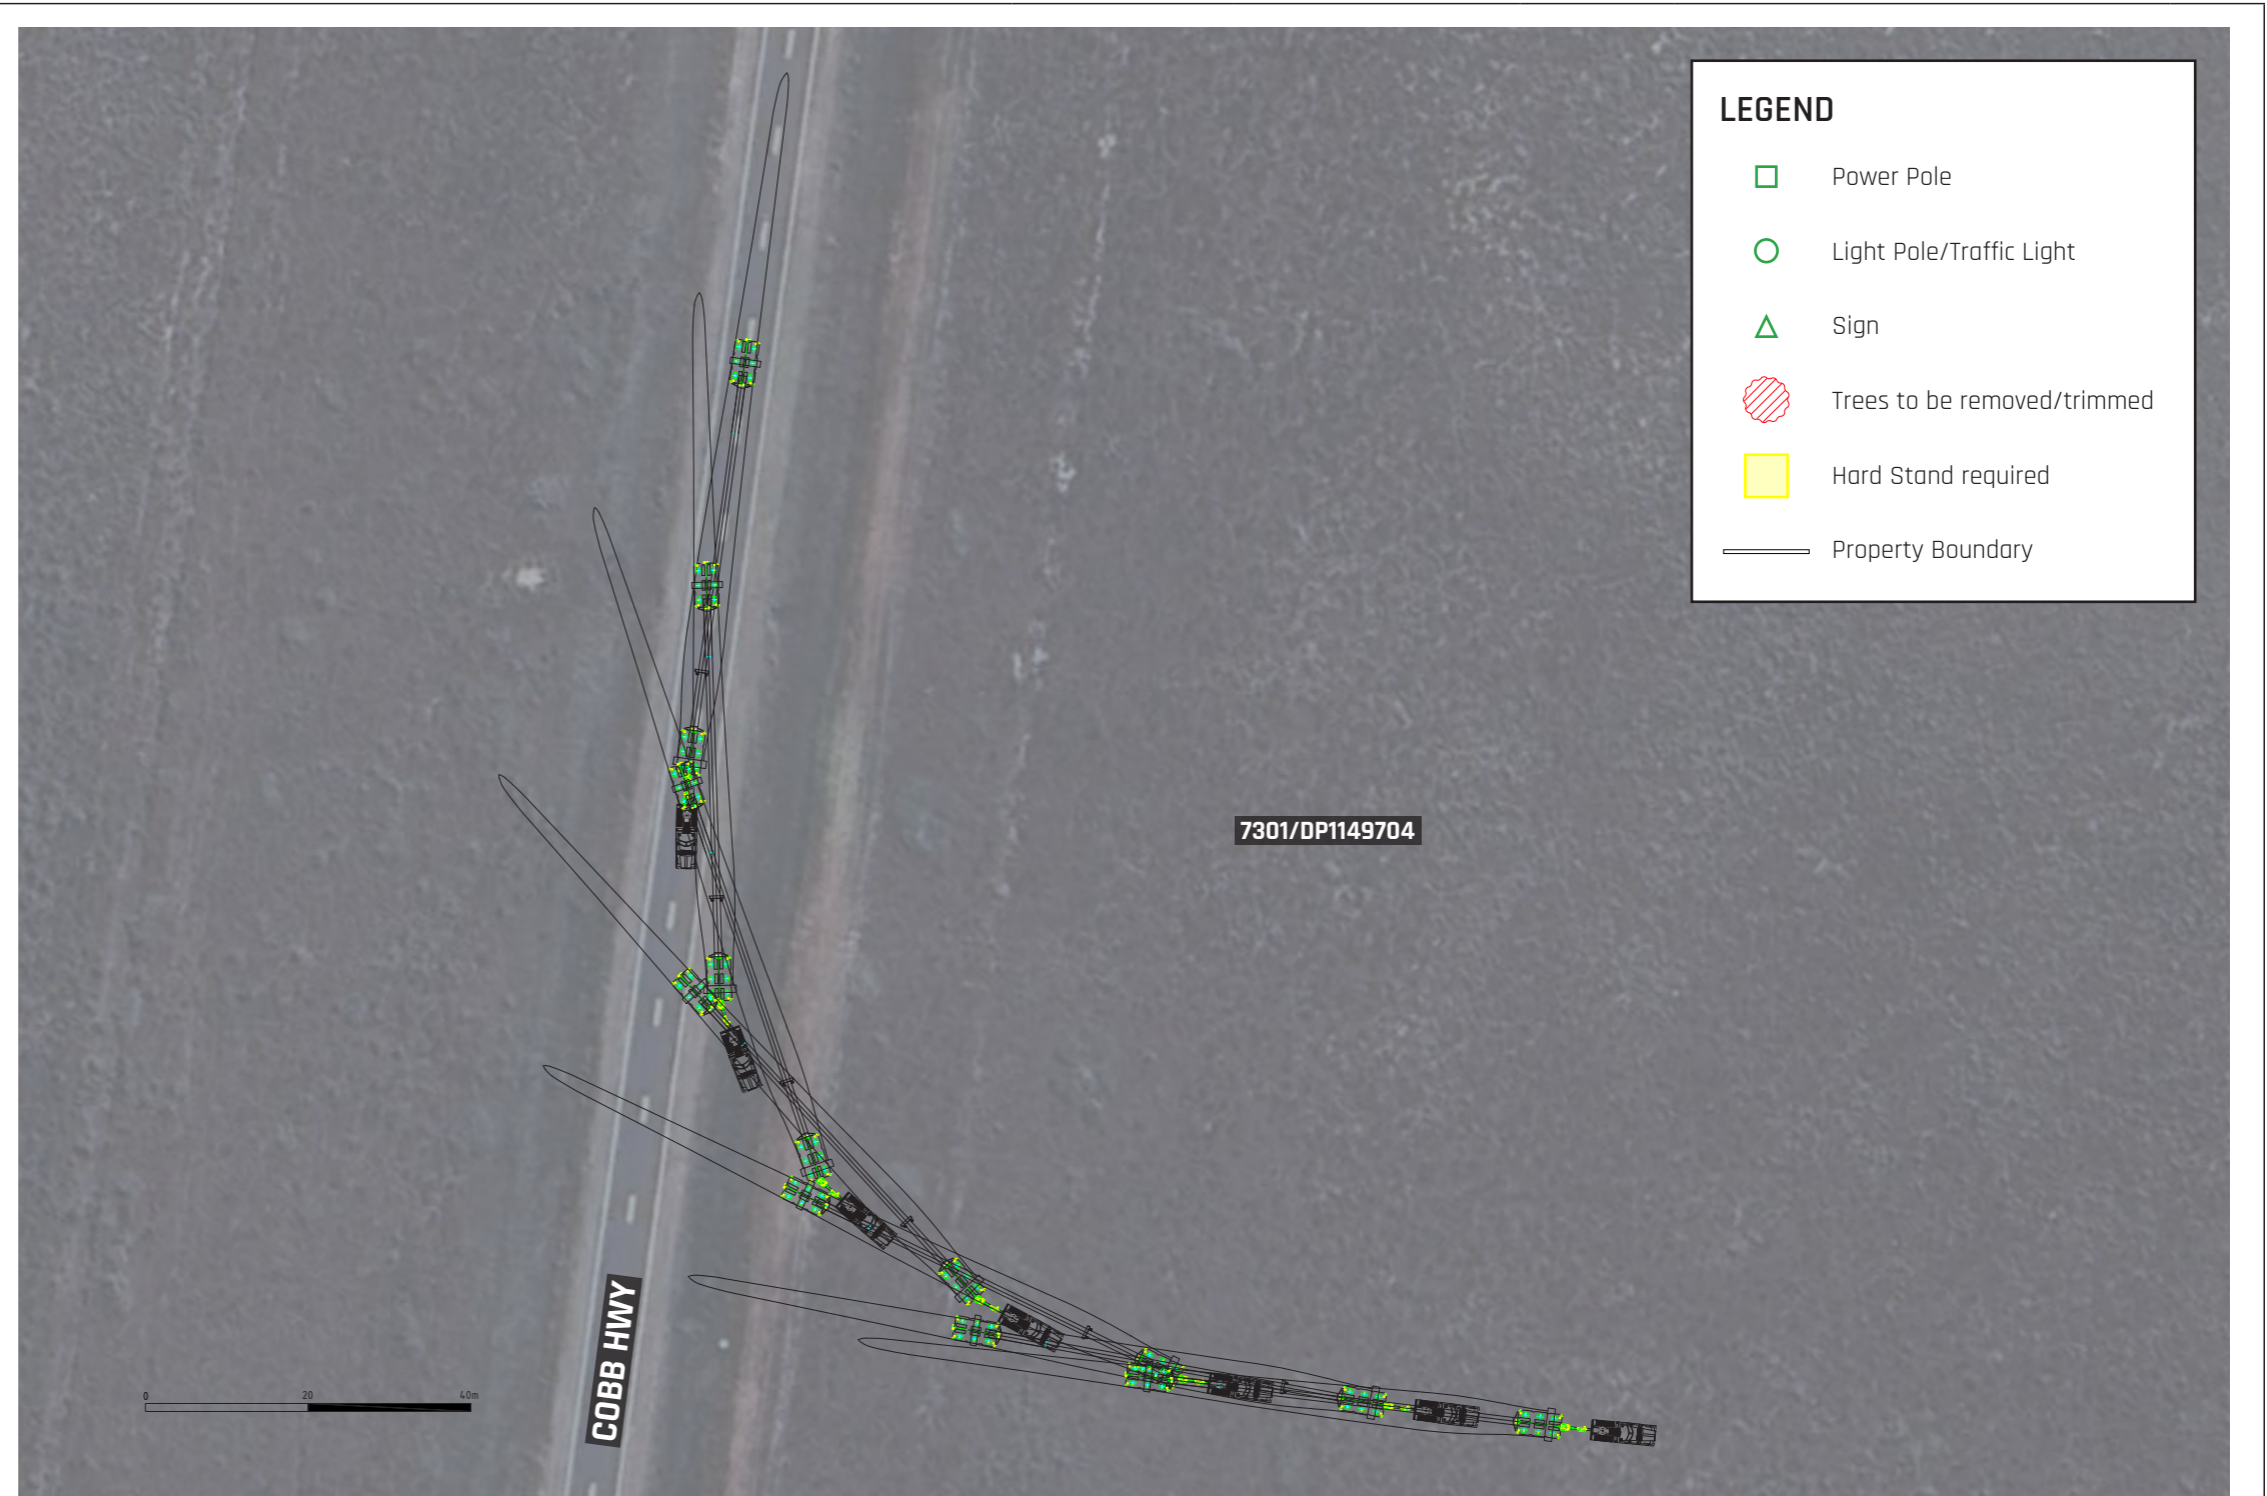 LEGEND
Power Pole
Light Pole/Traffic Light
Sign
Trees to be removed/trimmed
Hard Stand required
Property Boundary
7301/DP1149704
COBB HWY
0 20 40m